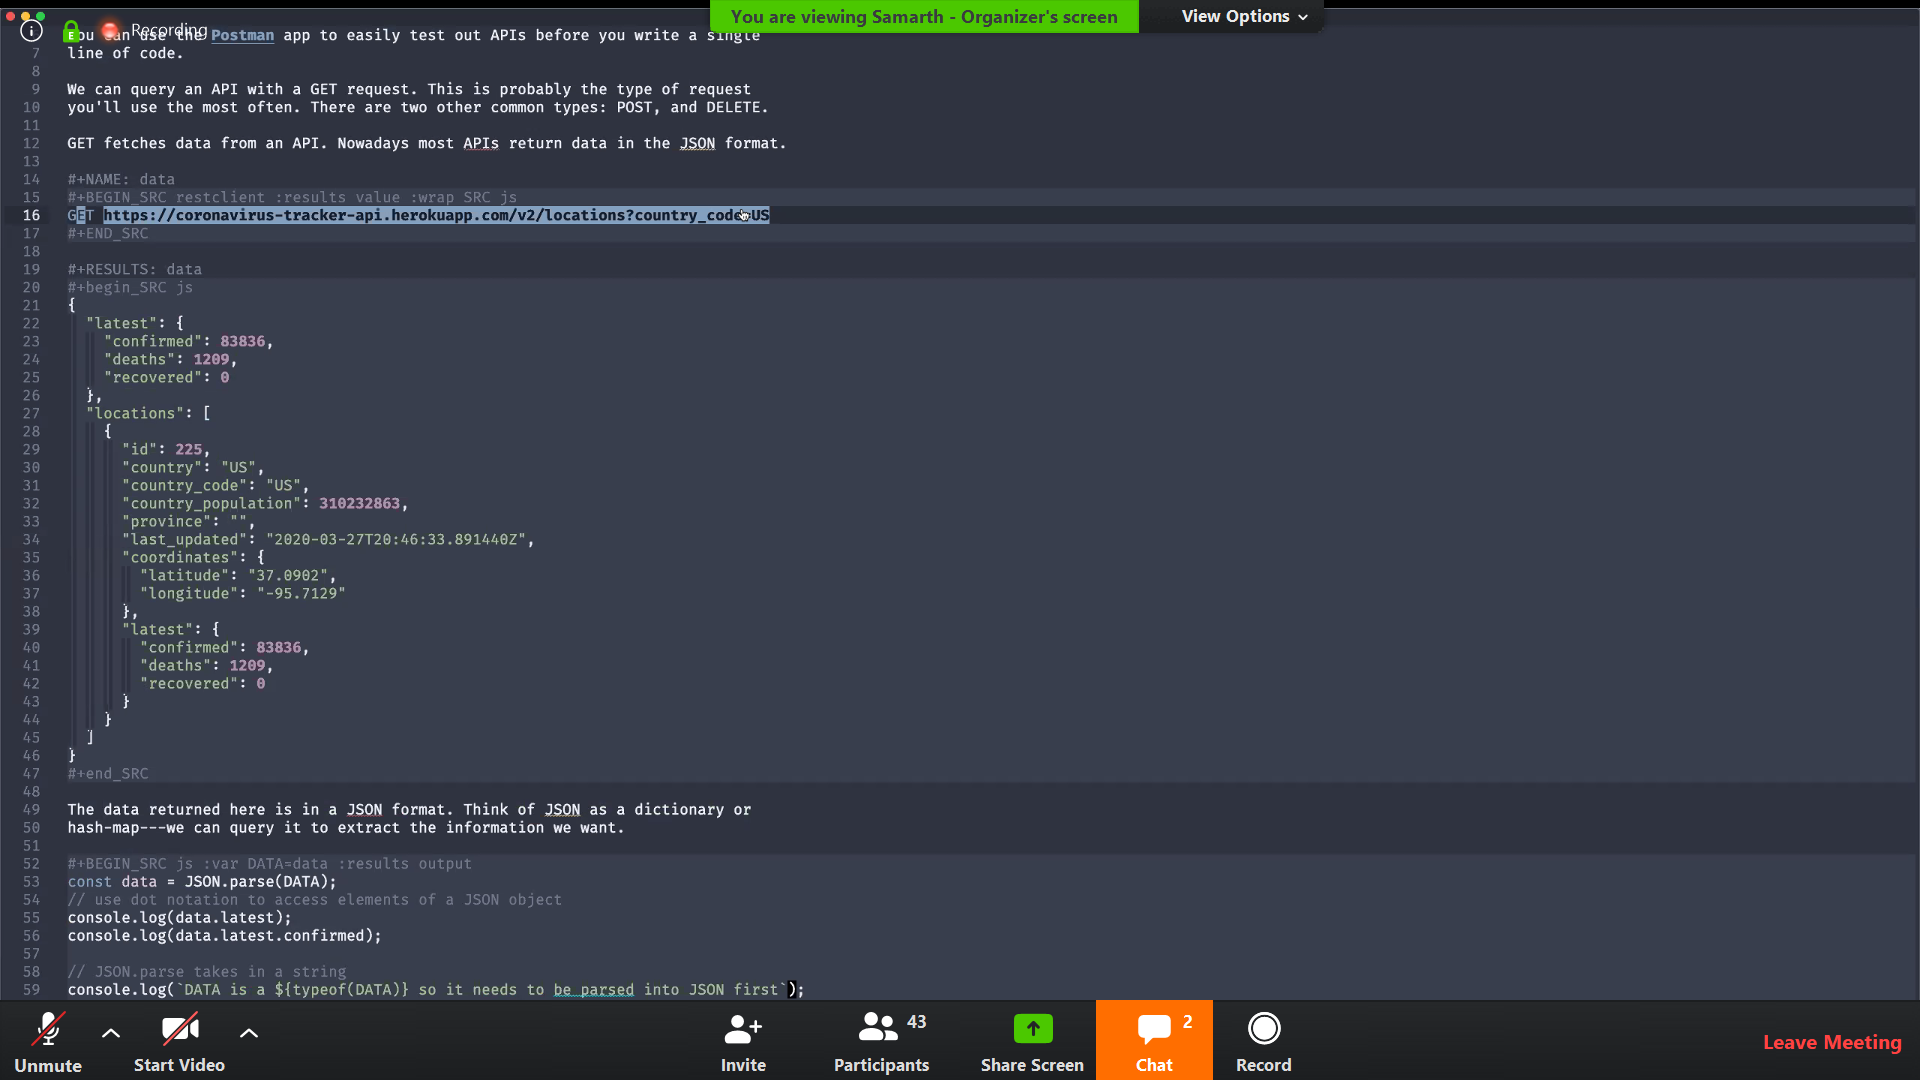 You are viewing Samarth - Organizer's screen
View Options
Recording
You can use the Postman app to easily test out APIs before you write a single
7 line of code.
8
9 We can query an API with a GET request. This is probably the type of request
10 you'll use the most often. There are two other common types: POST, and DELETE.
11
12 GET fetches data from an API. Nowadays most APIs return data in the JSON format.
13
14 #+NAME: data
15 #+BEGIN_SRC restclient :results value :wrap SRC js
16 GET https://coronavirus-tracker-api.herokuapp.com/v2/locations?country_code=US
17 #+END_SRC
18
19 #+RESULTS: data
20 #+begin_SRC js
21 {
22 "latest": {
23 "confirmed": 83836,
24 "deaths": 1209,
25 "recovered": 0
26 },
27 "locations": [
28 {
29 "id": 225,
30 "country": "US",
31 "country_code": "US",
32 "country_population": 310232863,
33 "province": "",
34 "last_updated": "2020-03-27T20:46:33.891440Z",
35 "coordinates": {
36 "latitude": "37.0902",
37 "longitude": "-95.7129"
38 },
39 "latest": {
40 "confirmed": 83836,
41 "deaths": 1209,
42 "recovered": 0
43 }
44 }
45 ]
46 }
47 #+end_SRC
48
49 The data returned here is in a JSON format. Think of JSON as a dictionary or
50 hash-map---we can query it to extract the information we want.
51
52 #+BEGIN_SRC js :var DATA=data :results output
53 const data = JSON.parse(DATA);
54 // use dot notation to access elements of a JSON object
55 console.log(data.latest);
56 console.log(data.latest.confirmed);
57
58 // JSON.parse takes in a string
59 console.log(`DATA is a ${typeof(DATA)} so it needs to be parsed into JSON first`);
Unmute
Start Video
Invite
43
Participants
Share Screen
2
Chat
Record
Leave Meeting